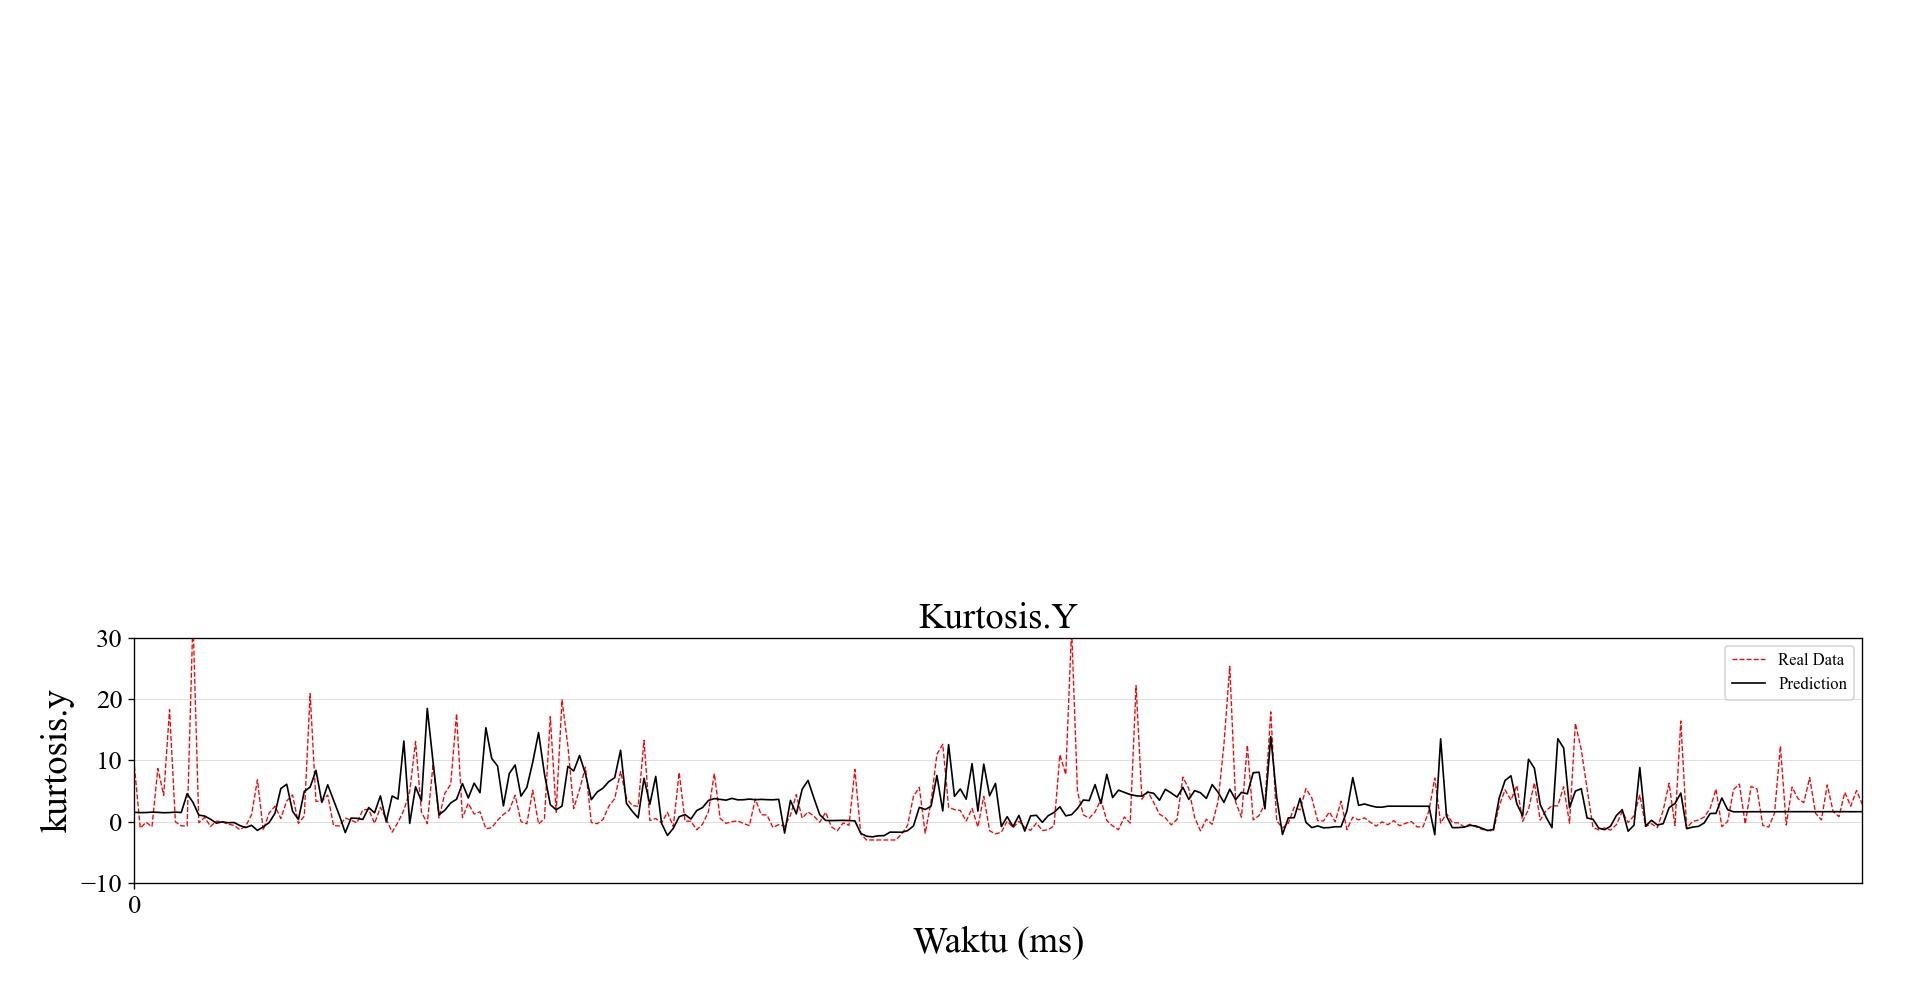 Kurtosis.Y
30
20
10
0
−10
kurtosis.y
Real Data
Prediction
0
Waktu (ms)